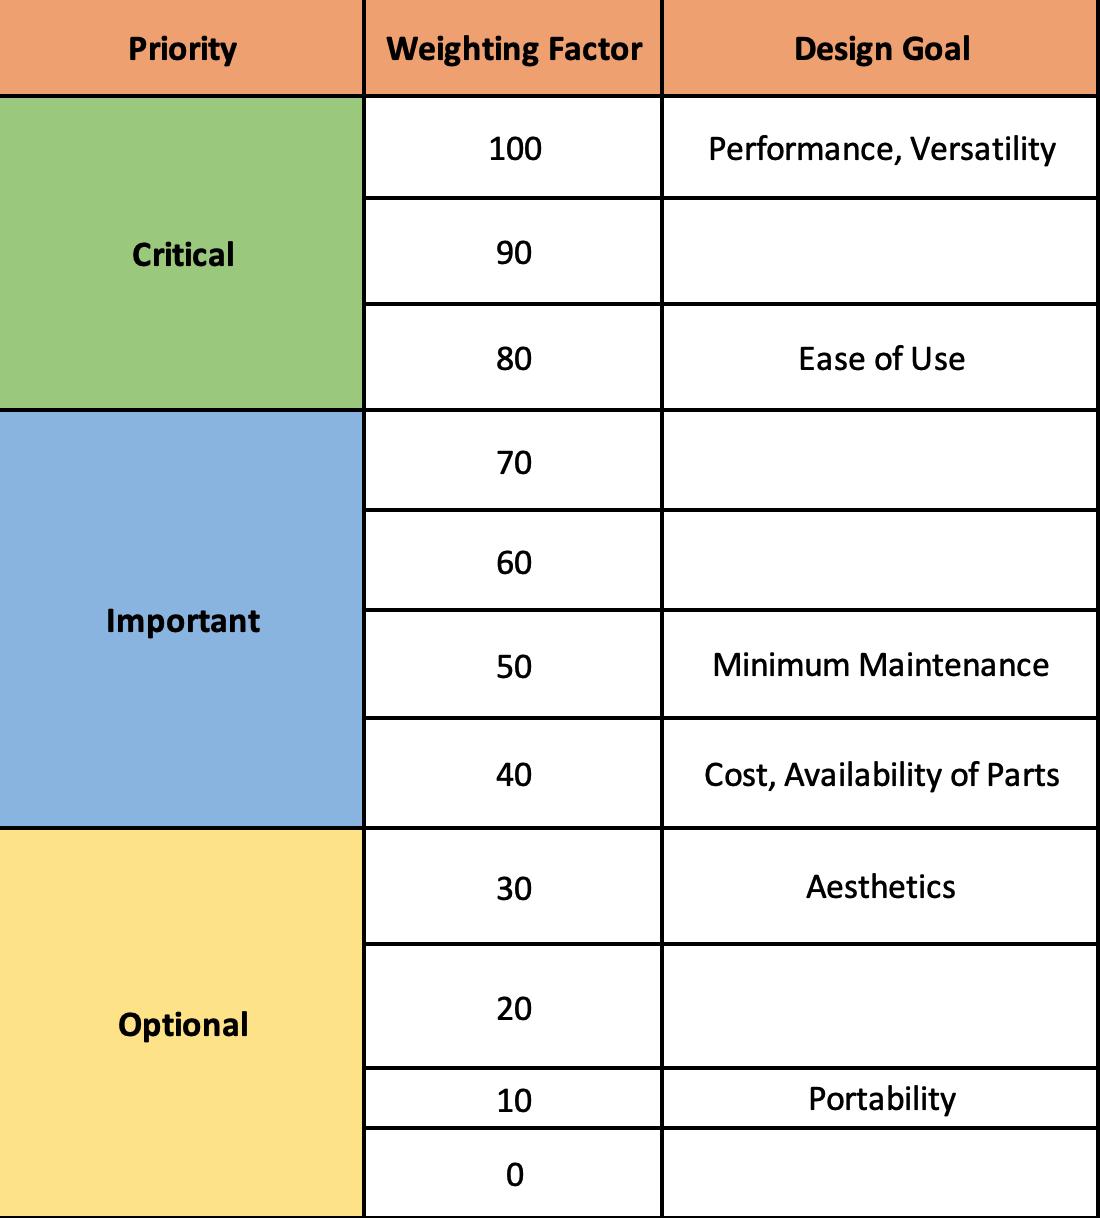 Priority Weighting Factor Design Goal
Critical
100 Performance, Versatility
90
80 Ease of Use
Important
70
60
50 Minimum Maintenance
40 Cost, Availability of Parts
Optional
30 Aesthetics
20
10 Portability
0